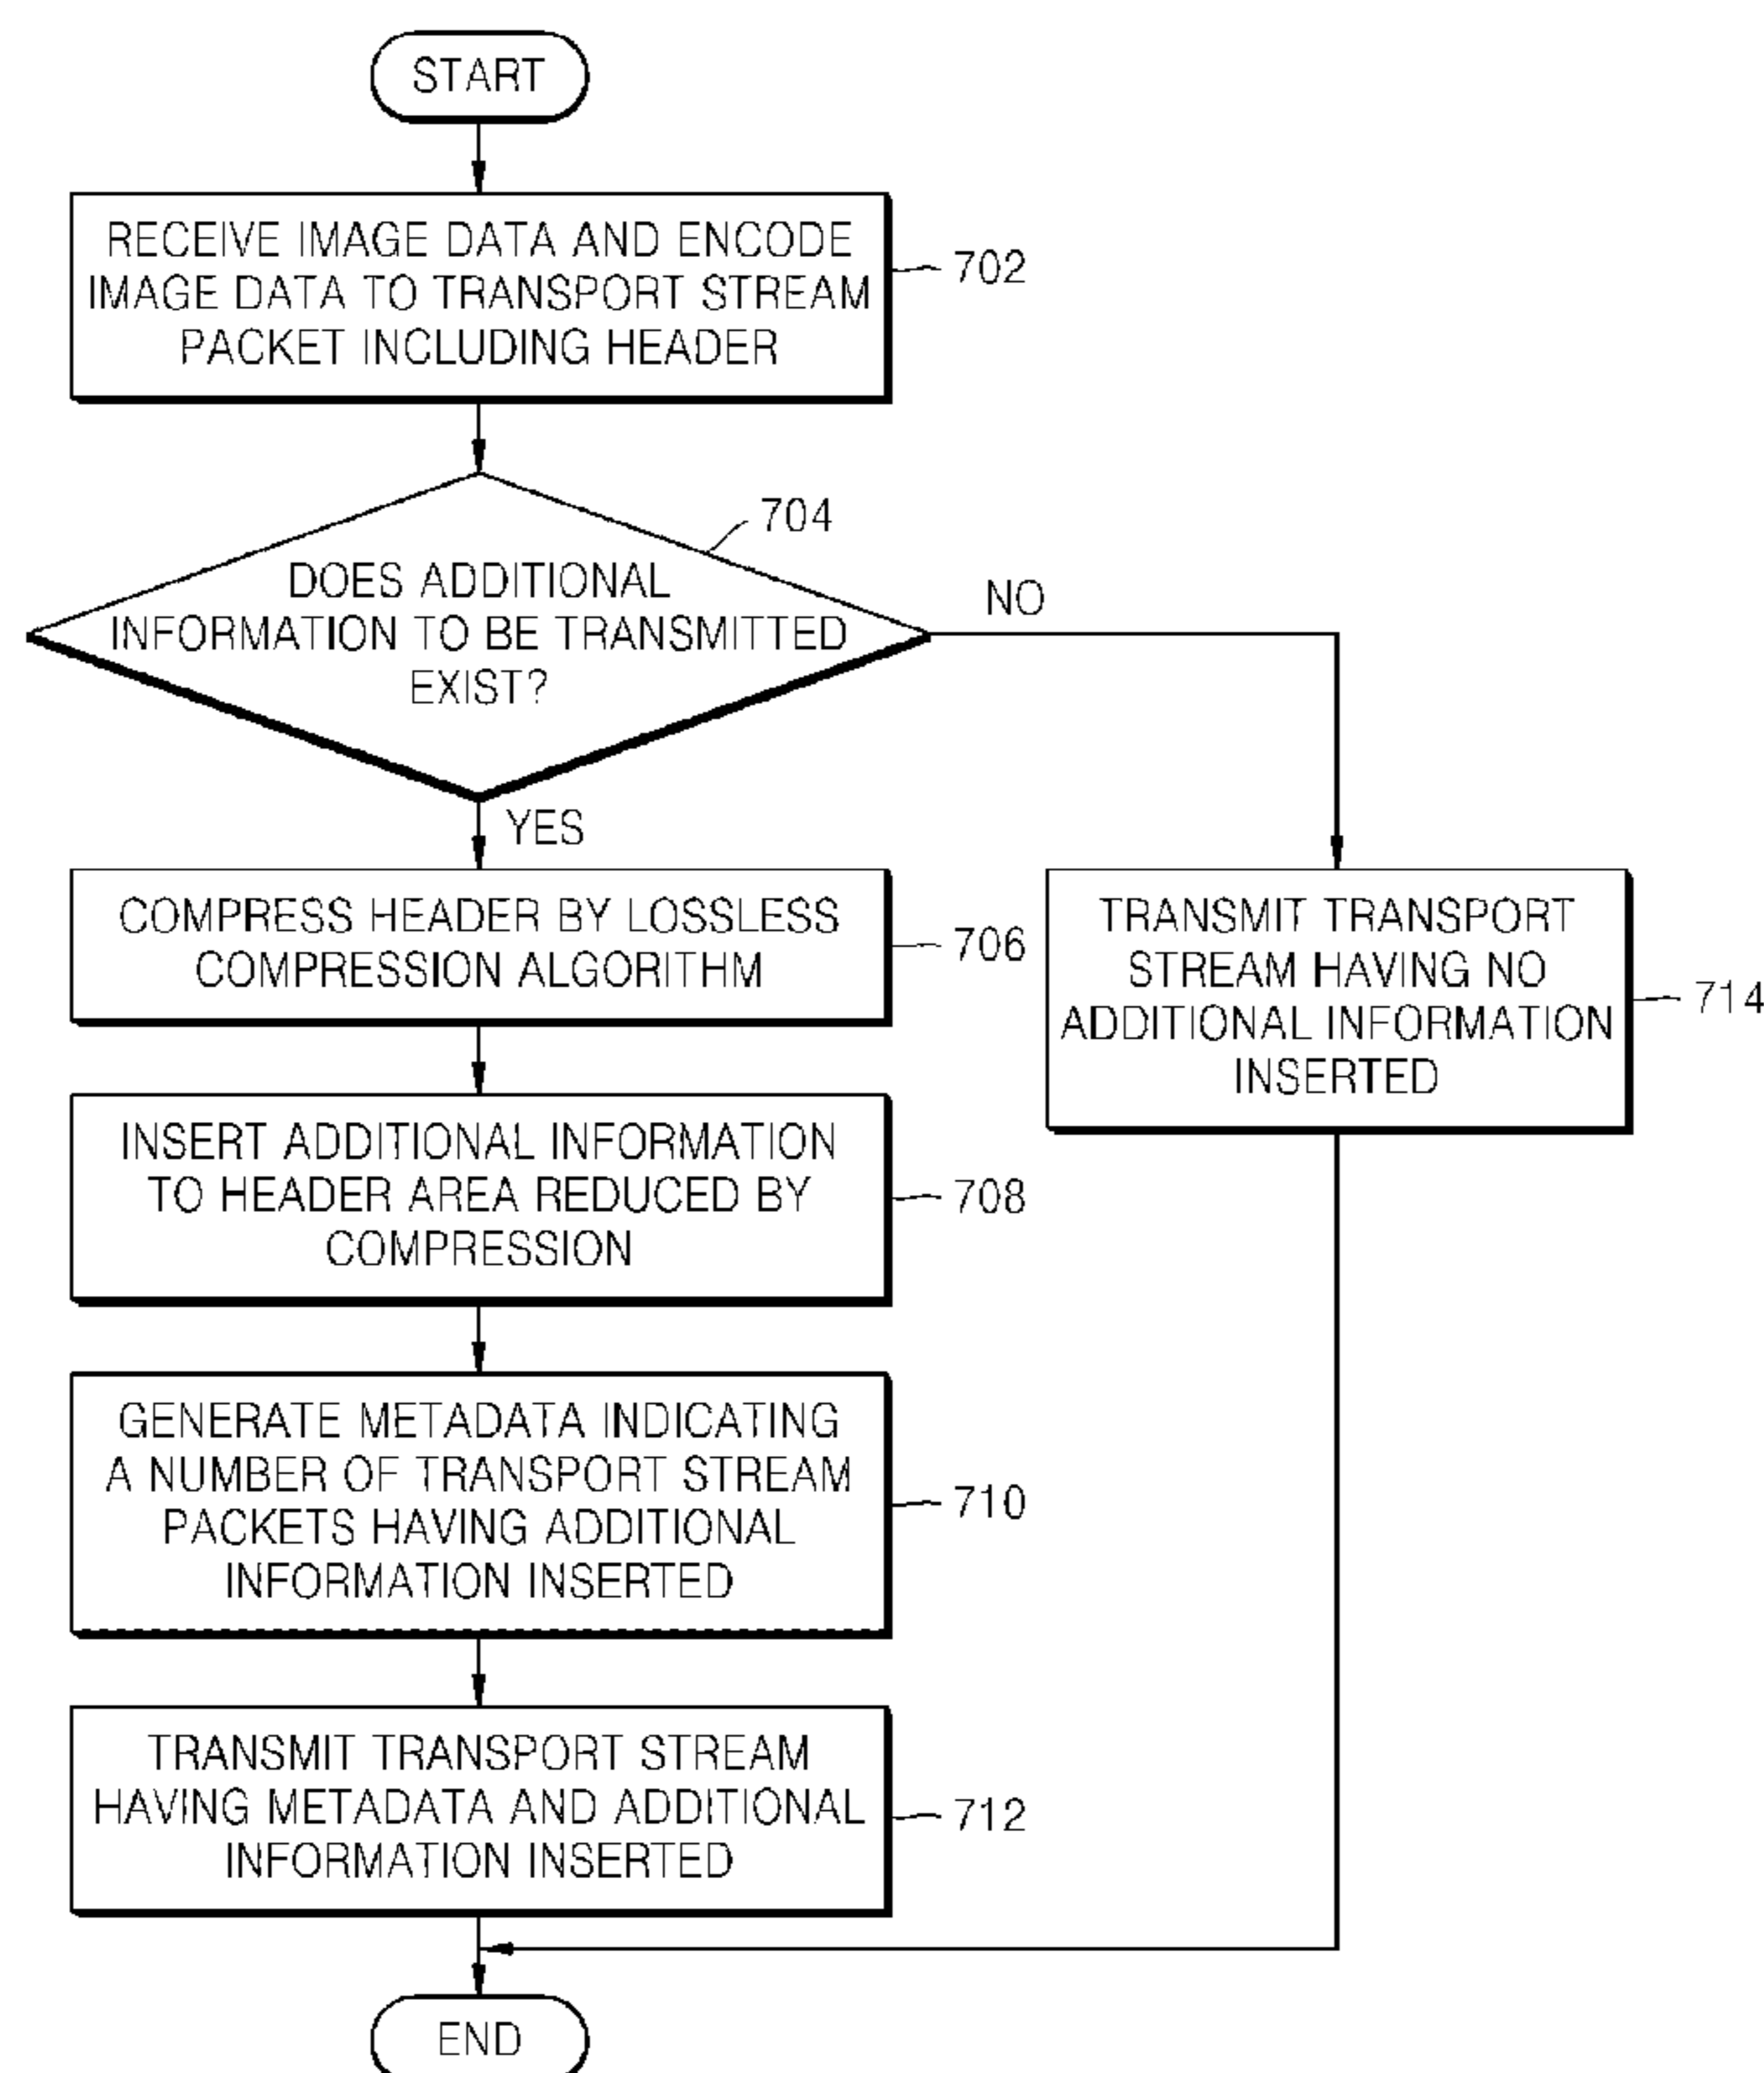 START
RECEIVE IMAGE DATA AND ENCODE
IMAGE DATA TO TRANSPORT STREAM
PACKET INCLUDING HEADER
702
704
DOES ADDITIONAL
INFORMATION TO BE TRANSMITTED
EXIST?
NO
YES
COMPRESS HEADER BY LOSSLESS
COMPRESSION ALGORITHM
706
TRANSMIT TRANSPORT
STREAM HAVING NO
ADDITIONAL INFORMATION
INSERTED
714
INSERT ADDITIONAL INFORMATION
TO HEADER AREA REDUCED BY
COMPRESSION
708
GENERATE METADATA INDICATING
A NUMBER OF TRANSPORT STREAM
PACKETS HAVING ADDITIONAL
INFORMATION INSERTED
710
TRANSMIT TRANSPORT STREAM
HAVING METADATA AND ADDITIONAL
INFORMATION INSERTED
712
END